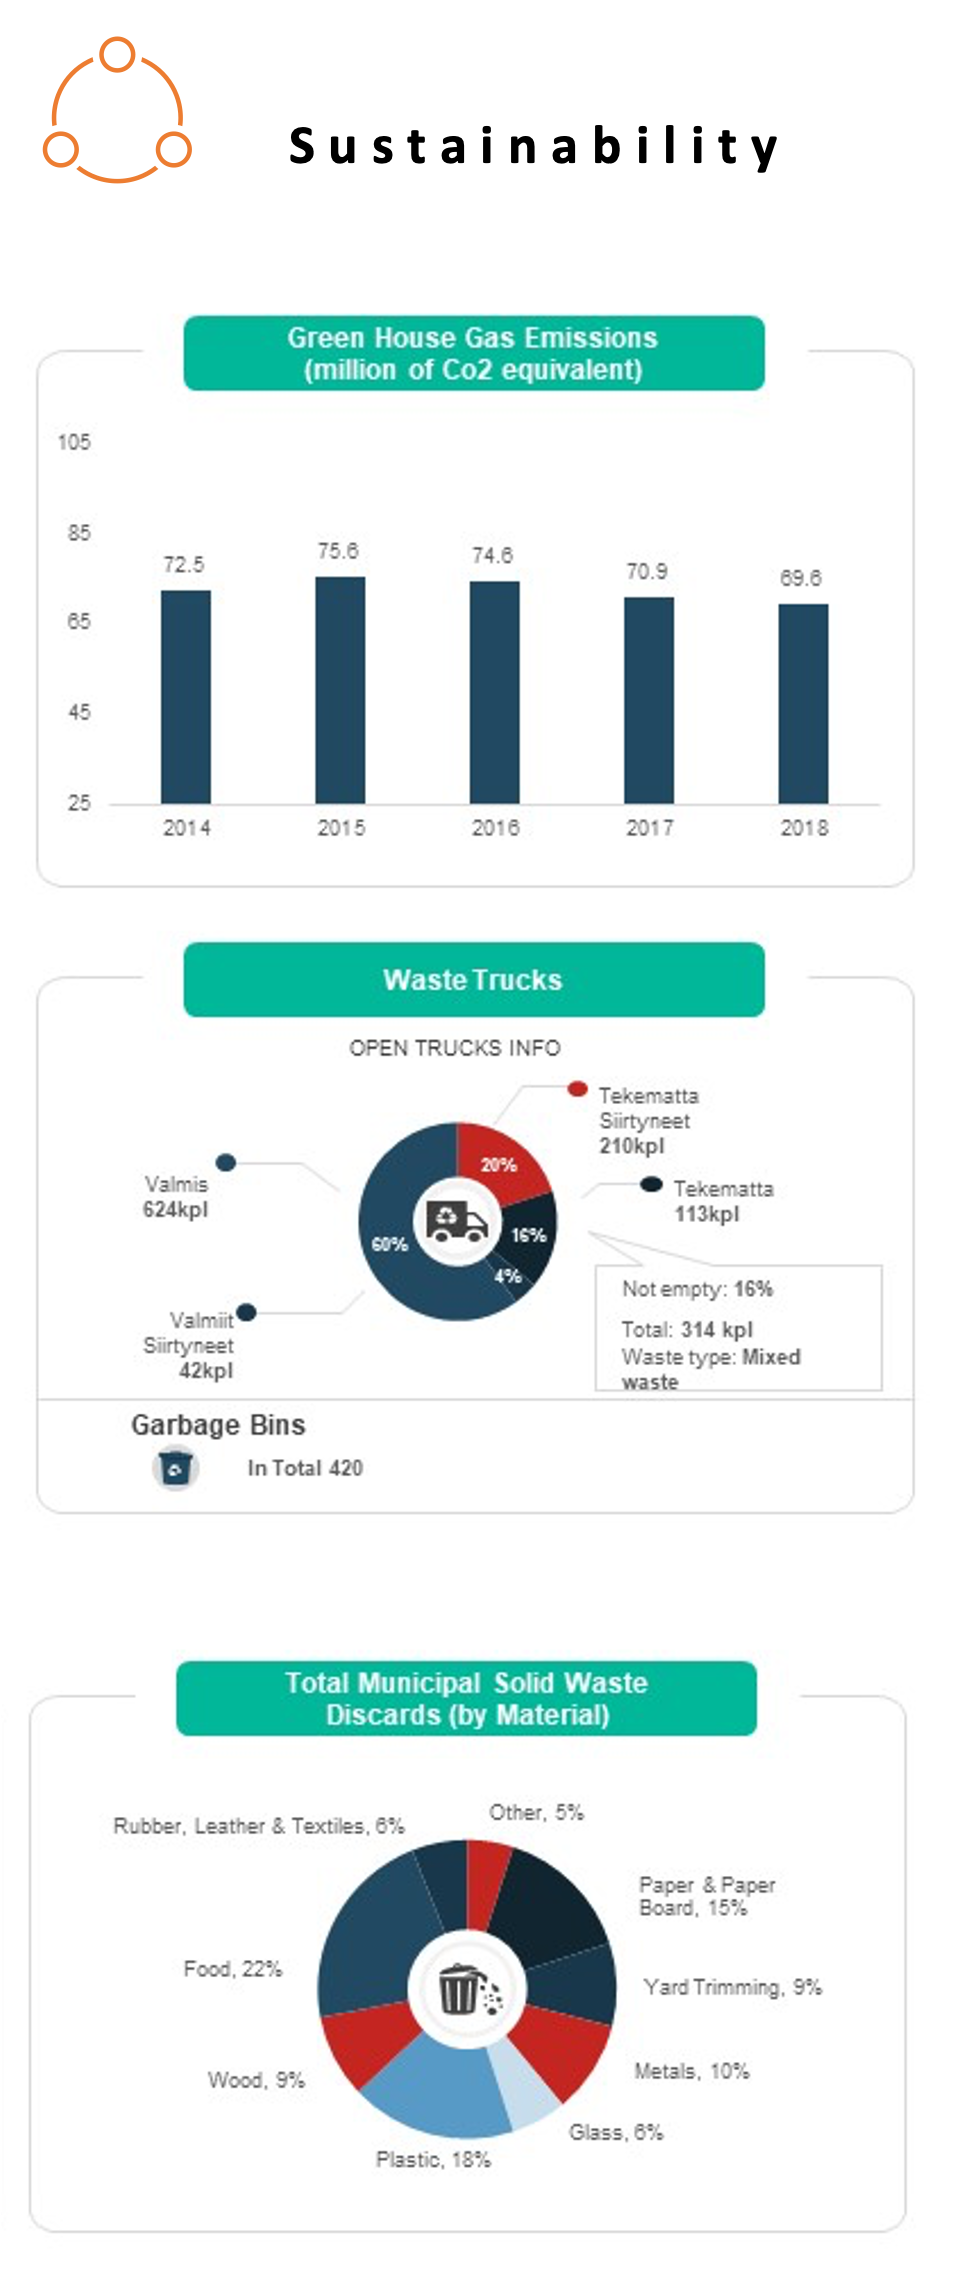 Sustainability
Green House Gas Emissions
(million of Co2 equivalent)
105
85
65
45
25
72.5
75.6
74.6
70.9
69.6
2014
2015
2016
2017
2018
Waste Trucks
OPEN TRUCKS INFO
Tekematta
Siirtyneet
210kpl
Valmis
624kpl
Tekematta
113kpl
20%
16%
60%
4%
Not empty: 16%
Total: 314 kpl
Waste type: Mixed
waste
Valmiit
Siirtyneet
42kpl
Garbage Bins
In Total 420
Total Municipal Solid Waste
Discards (by Material)
Other, 5%
Rubber, Leather & Textiles, 6%
Paper & Paper
Board, 15%
Food, 22%
Yard Trimming, 9%
Metals, 10%
Wood, 9%
Glass, 6%
Plastic, 18%